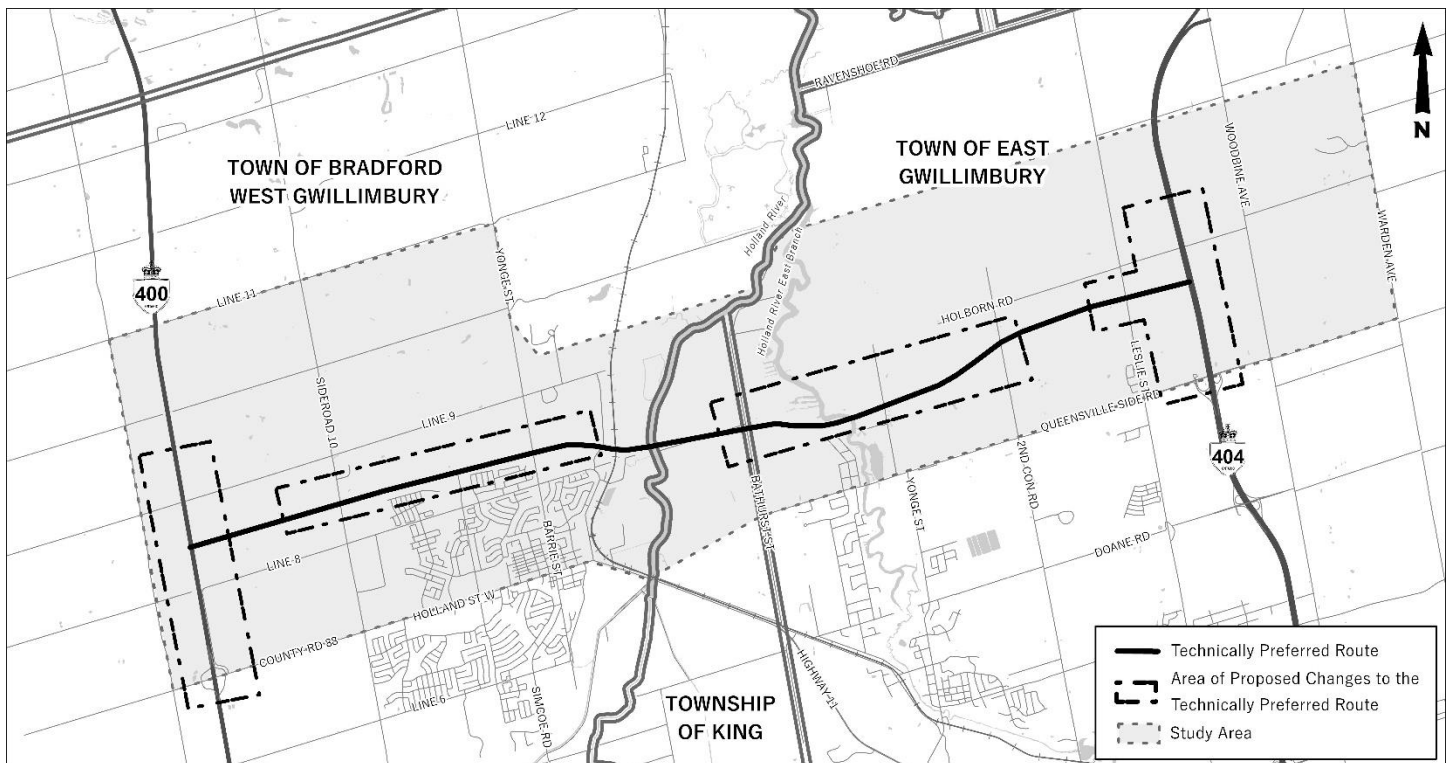 RAVENSHOE RD
N
LINE 12
TOWN OF BRADFORD
WEST GWILLIMBURY
TOWN OF EAST
GWILLIMBURY
WOODBINE AVE
WARDEN AVE
Holland River
Holland River East Branch
YONGE ST.
400
LINE 11
HOLBORN RD
SIDEROAD 10
LINE 9
LESLIE ST
QUEENSVILLE SIDE RD
404
BATHURST ST
YONGE ST
2ND CON RD
BARRIE ST
LINE 8
HOLLAND ST W
DOANE RD
COUNTY RD 88
LINE 6
SIMCOE RD
HIGHWAY 11
TOWNSHIP
OF KING
Technically Preferred Route
Area of Proposed Changes to the
Technically Preferred Route
Study Area